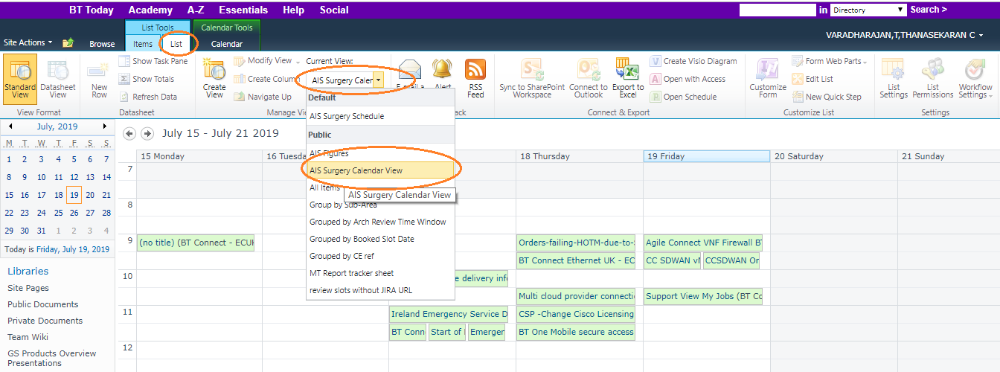 BT Today Academy A-Z Essentials Help Social in Directory Search >
List Tools Calendar Tools
Site Actions Browse Items List Calendar VARADHARAJAN,T,THANASEKARAN C
Standard View
Datasheet View
View Format
New Row
Show Task Pane
Show Totals
Refresh Data
Datasheet
Create View
Modify View
Create Column
Navigate Up
Current View:
AIS Surgery Caler
Manage Vie
E-mail a
Alert
RSS Feed
Sync to SharePoint Workspace
Connect to Outlook
Export to Excel
Create Visio Diagram
Open with Access
Open Schedule
Connect & Export
Customize Form
Form Web Parts
Edit List
New Quick Step
Customize List
List Settings
List Permissions
Workflow Settings
Settings
Default
AIS Surgery Schedule
Public
AIS Figures
AIS Surgery Calendar View
All Items
AIS Surgery Calendar View
Group by Sub-Area
Grouped by Arch Review Time Window
Grouped by Booked Slot Date
Grouped by CE ref
MT Report tracker sheet
review slots without JIRA URL
July, 2019
M T W T F S S
1 2 3 4 5 6 7
8 9 10 11 12 13 14
15 16 17 18 19 20 21
22 23 24 25 26 27 28
29 30 31 1 2 3 4
Today is Friday, July 19, 2019
Libraries
Site Pages
Public Documents
Private Documents
Team Wiki
GS Products Overview
Presentations
July 15 - July 21 2019
15 Monday 16 Tuesda 18 Thursday 19 Friday 20 Saturday 21 Sunday
7
8
9
(no title) (BT Connect - ECUK
Orders-failing-HOTM-due-to-
Agile Connect VNF Firewall BT
BT Connect Ethernet UK - EC
CC SDWAN
CCSDWAN Or
10
e delivery info
Multi cloud provider connecti
Support View My Jobs (BT Co
11
Ireland Emergency Service D
CSP -Change Cisco Licensing
BT Conn
Start of
Emergen
BT One Mobile secure access
12